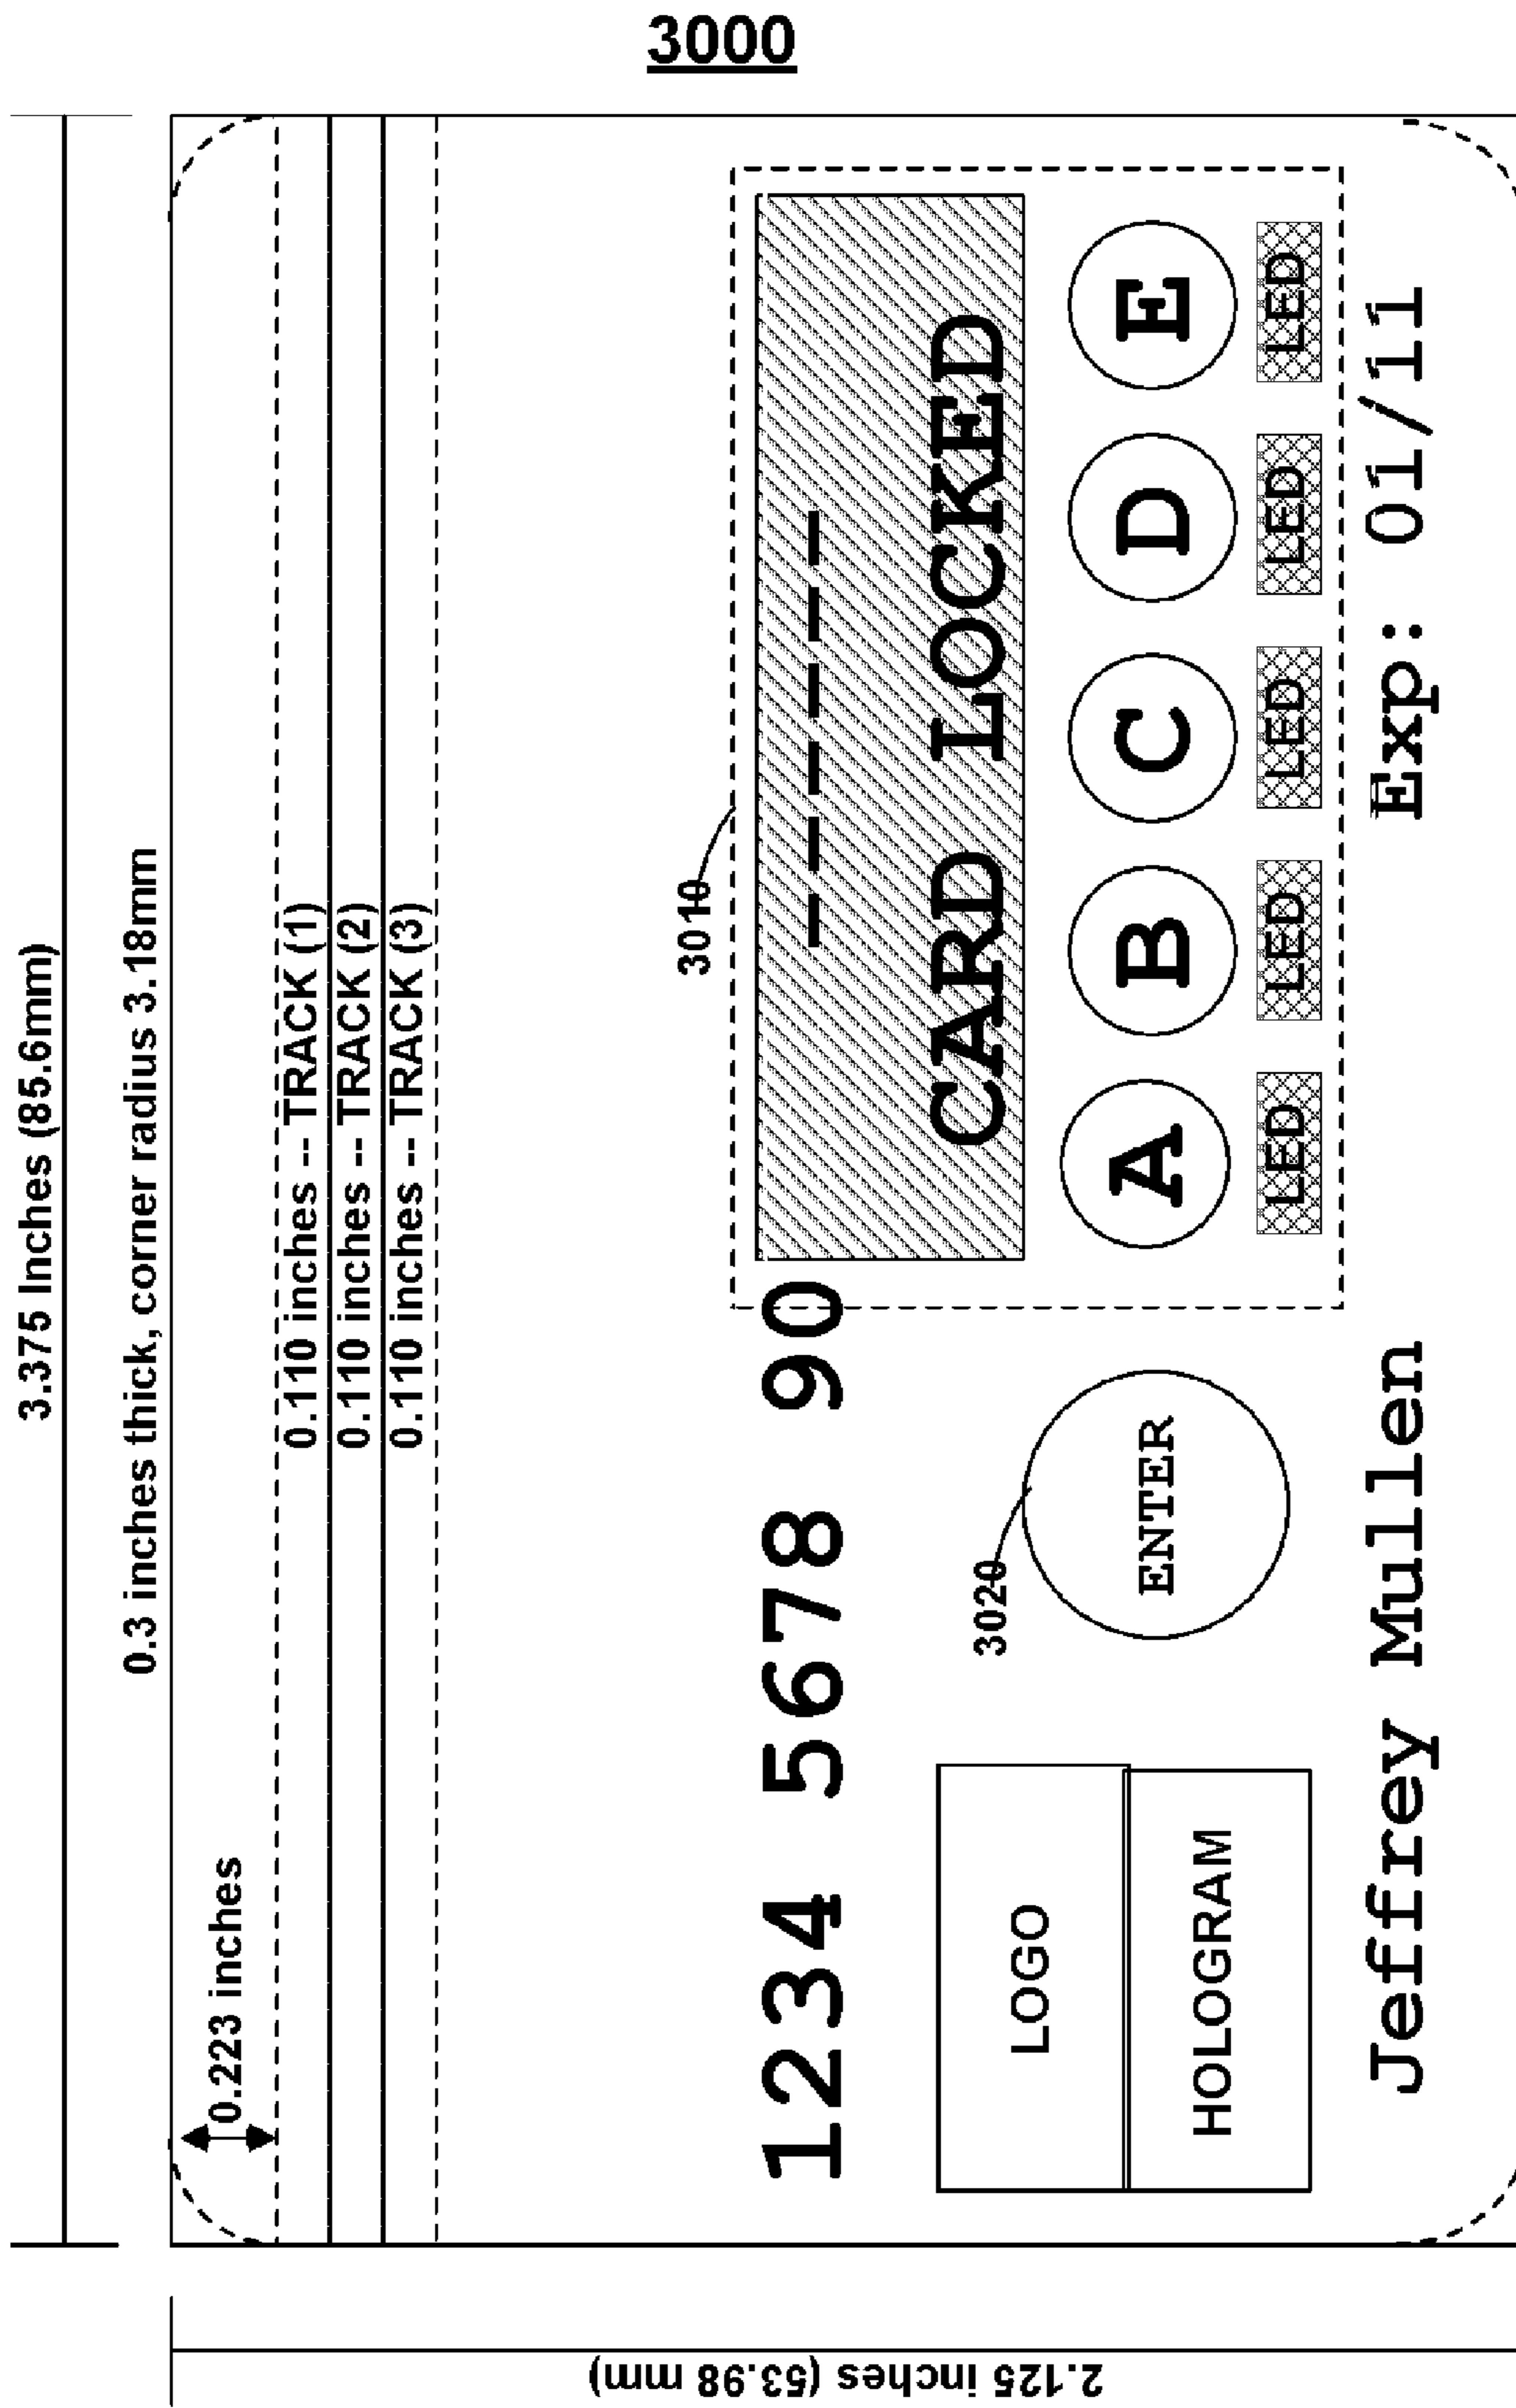 3000
3.375 Inches (85.6mm)
0.3 inches thick, corner radius 3.18mm
0.223 inches
0.110 inches -- TRACK (1)
0.110 inches -- TRACK (2)
0.110 inches -- TRACK (3)
2.125 inches (53.98 mm)
3010
1234 5678 90
_ _ _ _ _ _
CARD LOCKED
LOGO
HOLOGRAM
3020
ENTER
A B C D E
LED LED LED LED LED
Jeffrey Mullen Exp: 01/11